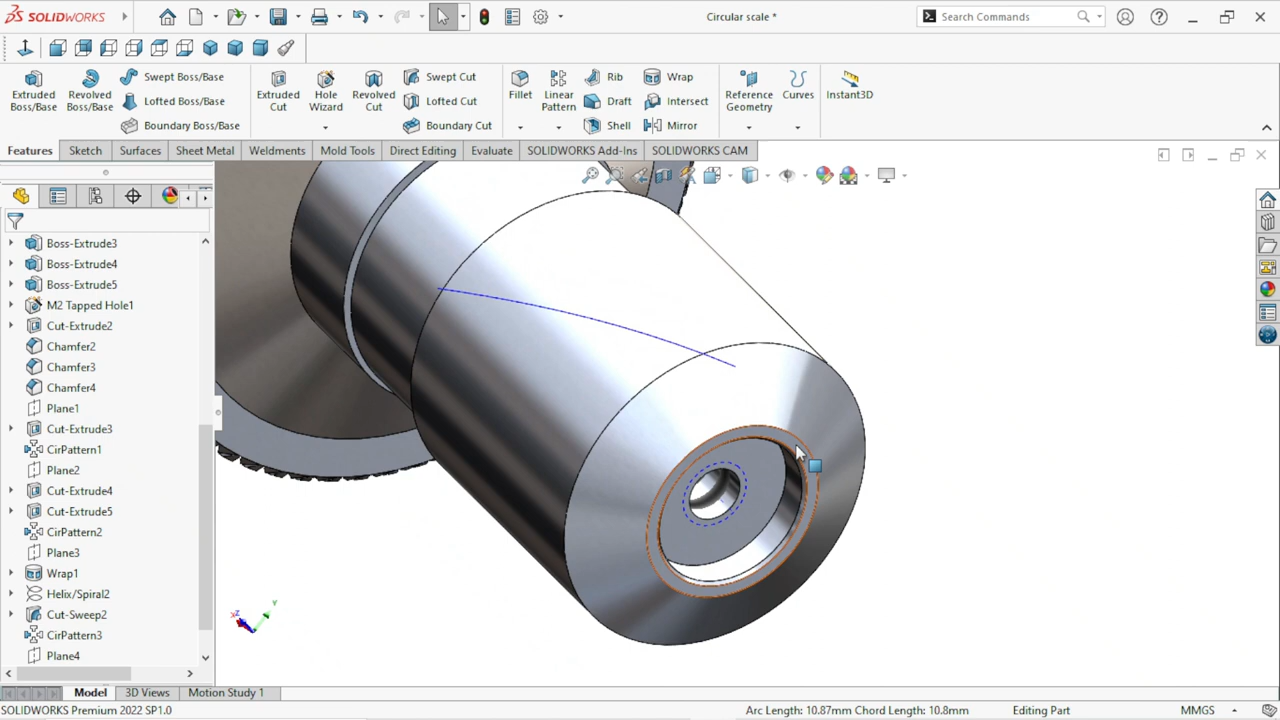 SOLIDWORKS
Circular scale *
Search Commands
Extruded Boss/Base
Revolved Boss/Base
Swept Boss/Base
Lofted Boss/Base
Boundary Boss/Base
Extruded Cut
Hole Wizard
Revolved Cut
Swept Cut
Lofted Cut
Boundary Cut
Fillet
Linear Pattern
Rib
Draft
Shell
Wrap
Intersect
Mirror
Reference Geometry
Curves
Instant3D
Features
Sketch
Surfaces
Sheet Metal
Weldments
Mold Tools
Direct Editing
Evaluate
SOLIDWORKS Add-Ins
SOLIDWORKS CAM
Boss-Extrude3
Boss-Extrude4
Boss-Extrude5
M2 Tapped Hole1
Cut-Extrude2
Chamfer2
Chamfer3
Chamfer4
Plane1
Cut-Extrude3
CirPattern1
Plane2
Cut-Extrude4
Cut-Extrude5
CirPattern2
Plane3
Wrap1
Helix/Spiral2
Cut-Sweep2
CirPattern3
Plane4
Y
X
Z
Model
3D Views
Motion Study 1
SOLIDWORKS Premium 2022 SP1.0
Arc Length: 10.87mm Chord Length: 10.8mm
Editing Part
MMGS